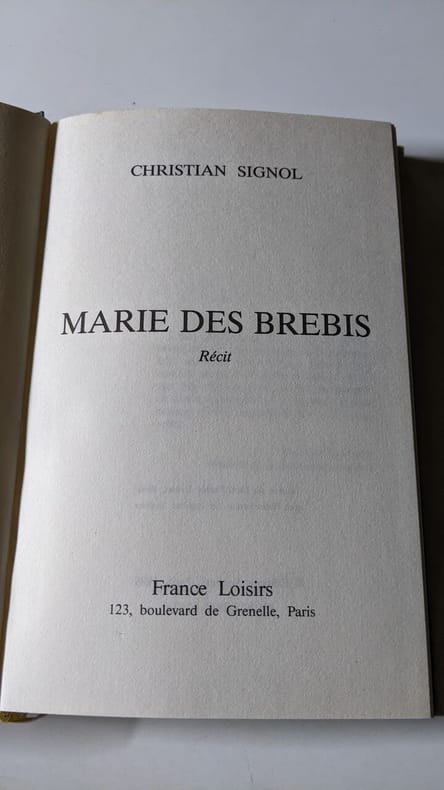 CHRISTIAN SIGNOL
MARIE DES BREBIS
Récit
France Loisirs
123, boulevard de Grenelle, Paris